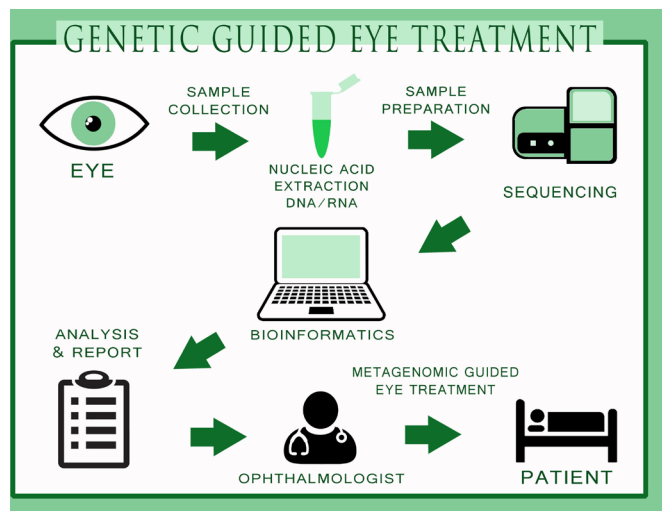 GENETIC GUIDED EYE TREATMENT
SAMPLE
COLLECTION
SAMPLE
PREPARATION
EYE
NUCLEIC ACID
EXTRACTION
DNA/RNA
SEQUENCING
BIOINFORMATICS
ANALYSIS
& REPORT
METAGENOMIC GUIDED
EYE TREATMENT
OPHTHALMOLOGIST
PATIENT